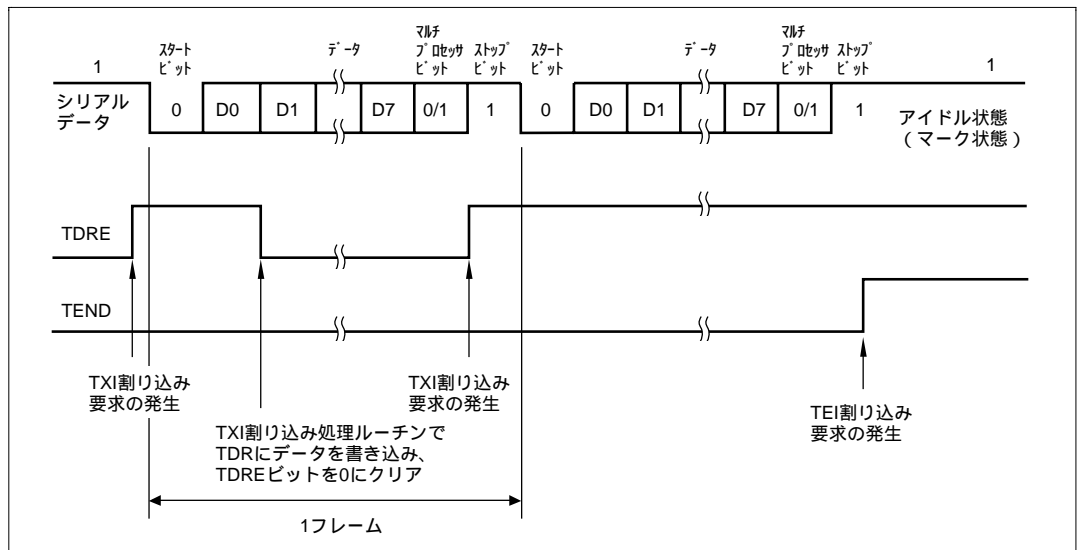 スタート
ビット
データ
マルチ
プロセッサ
ビット
ストップ
ビット
スタート
ビット
データ
マルチ
プロセッサ
ビット
ストップ
ビット
1
1
シリアル
データ
0
D0
D1
D7
0/1
1
0
D0
D1
D7
0/1
1
アイドル状態
(マーク状態)
TDRE
TEND
TXI割り込み
要求の発生
TXI割り込み処理ルーチンで
TDRにデータを書き込み、
TDREビットを0にクリア
TXI割り込み
要求の発生
TEI割り込み
要求の発生
1フレーム